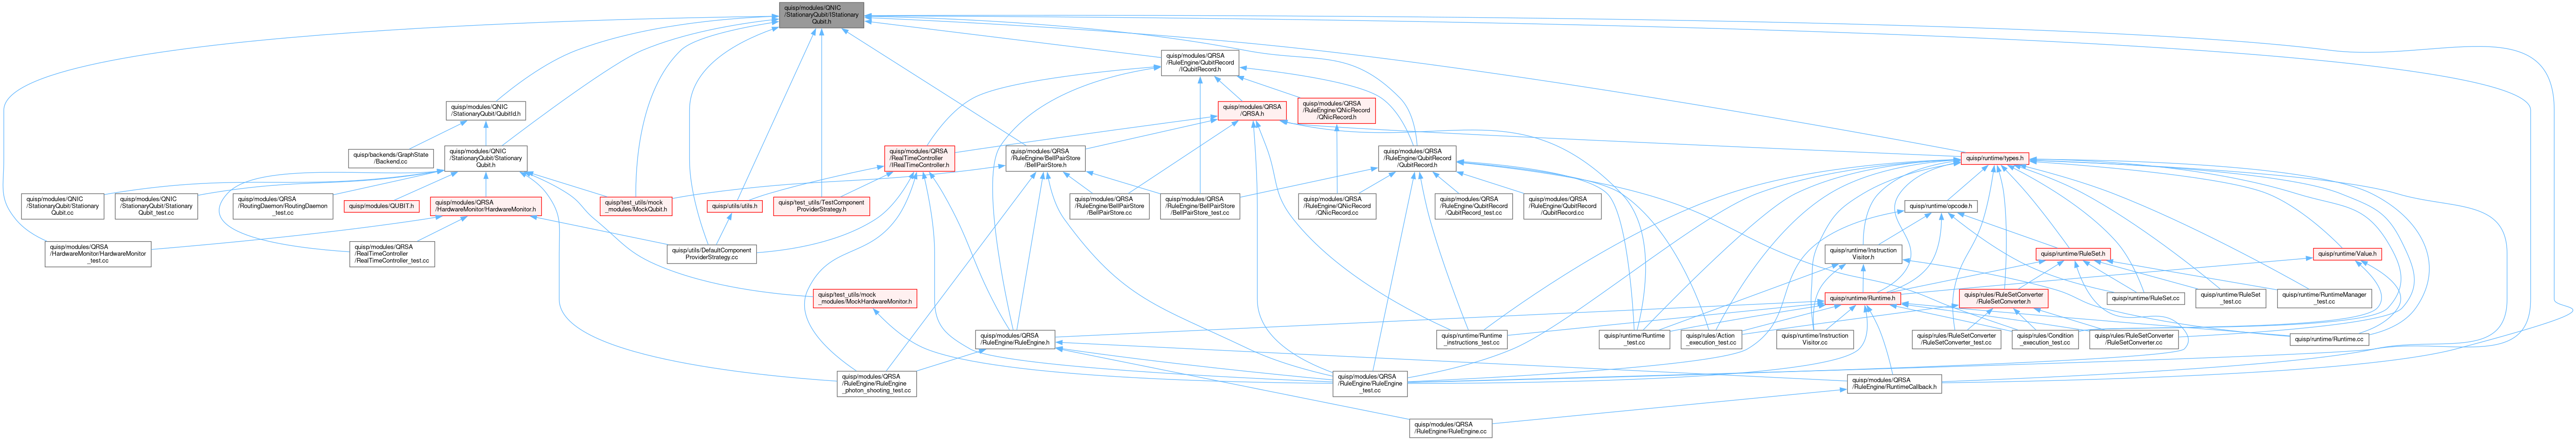 quisp/modules/QNIC
/StationaryQubit/IStationary
Qubit.h
quisp/modules/QRSA
/RuleEngine/QubitRecord
/IQubitRecord.h
quisp/modules/QNIC
/StationaryQubit/QubitId.h
quisp/modules/QRSA
/QRSA.h
quisp/modules/QRSA
/RuleEngine/QNicRecord
/QNicRecord.h
quisp/backends/GraphState
/Backend.cc
quisp/modules/QNIC
/StationaryQubit/Stationary
Qubit.h
quisp/modules/QRSA
/RealTimeController
/IRealTimeController.h
quisp/modules/QRSA
/RuleEngine/BellPairStore
/BellPairStore.h
quisp/modules/QRSA
/RuleEngine/QubitRecord
/QubitRecord.h
quisp/runtime/types.h
quisp/modules/QNIC
/StationaryQubit/Stationary
Qubit.cc
quisp/modules/QNIC
/StationaryQubit/Stationary
Qubit_test.cc
quisp/modules/QRSA
/RoutingDaemon/RoutingDaemon
_test.cc
quisp/modules/QUBIT.h
quisp/modules/QRSA
/HardwareMonitor/HardwareMonitor.h
quisp/test_utils/mock
_modules/MockQubit.h
quisp/utils/utils.h
quisp/test_utils/TestComponent
ProviderStrategy.h
quisp/modules/QRSA
/RuleEngine/BellPairStore
/BellPairStore.cc
quisp/modules/QRSA
/RuleEngine/BellPairStore
/BellPairStore_test.cc
quisp/modules/QRSA
/RuleEngine/QNicRecord
/QNicRecord.cc
quisp/modules/QRSA
/RuleEngine/QubitRecord
/QubitRecord_test.cc
quisp/modules/QRSA
/RuleEngine/QubitRecord
/QubitRecord.cc
quisp/runtime/opcode.h
quisp/modules/QRSA
/HardwareMonitor/HardwareMonitor
_test.cc
quisp/modules/QRSA
/RealTimeController
/RealTimeController_test.cc
quisp/utils/DefaultComponent
ProviderStrategy.cc
quisp/runtime/Instruction
Visitor.h
quisp/runtime/RuleSet.h
quisp/runtime/Value.h
quisp/test_utils/mock
_modules/MockHardwareMonitor.h
quisp/runtime/Runtime.h
quisp/rules/RuleSetConverter
/RuleSetConverter.h
quisp/runtime/RuleSet.cc
quisp/runtime/RuleSet
_test.cc
quisp/runtime/RuntimeManager
_test.cc
quisp/modules/QRSA
/RuleEngine/RuleEngine.h
quisp/runtime/Runtime
_instructions_test.cc
quisp/runtime/Runtime
_test.cc
quisp/rules/Action
_execution_test.cc
quisp/runtime/Instruction
Visitor.cc
quisp/rules/RuleSetConverter
/RuleSetConverter_test.cc
quisp/rules/Condition
_execution_test.cc
quisp/rules/RuleSetConverter
/RuleSetConverter.cc
quisp/runtime/Runtime.cc
quisp/modules/QRSA
/RuleEngine/RuleEngine
_photon_shooting_test.cc
quisp/modules/QRSA
/RuleEngine/RuleEngine
_test.cc
quisp/modules/QRSA
/RuleEngine/RuntimeCallback.h
quisp/modules/QRSA
/RuleEngine/RuleEngine.cc